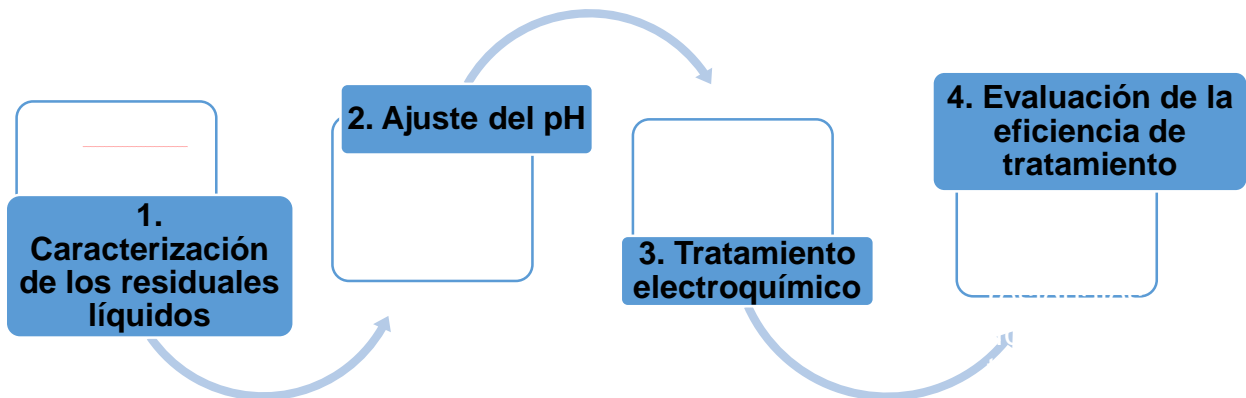 1.
Caracterización
de los residuales
líquidos
2. Ajuste del pH
3. Tratamiento
electroquímico
4. Evaluación de la
eficiencia de
tratamiento